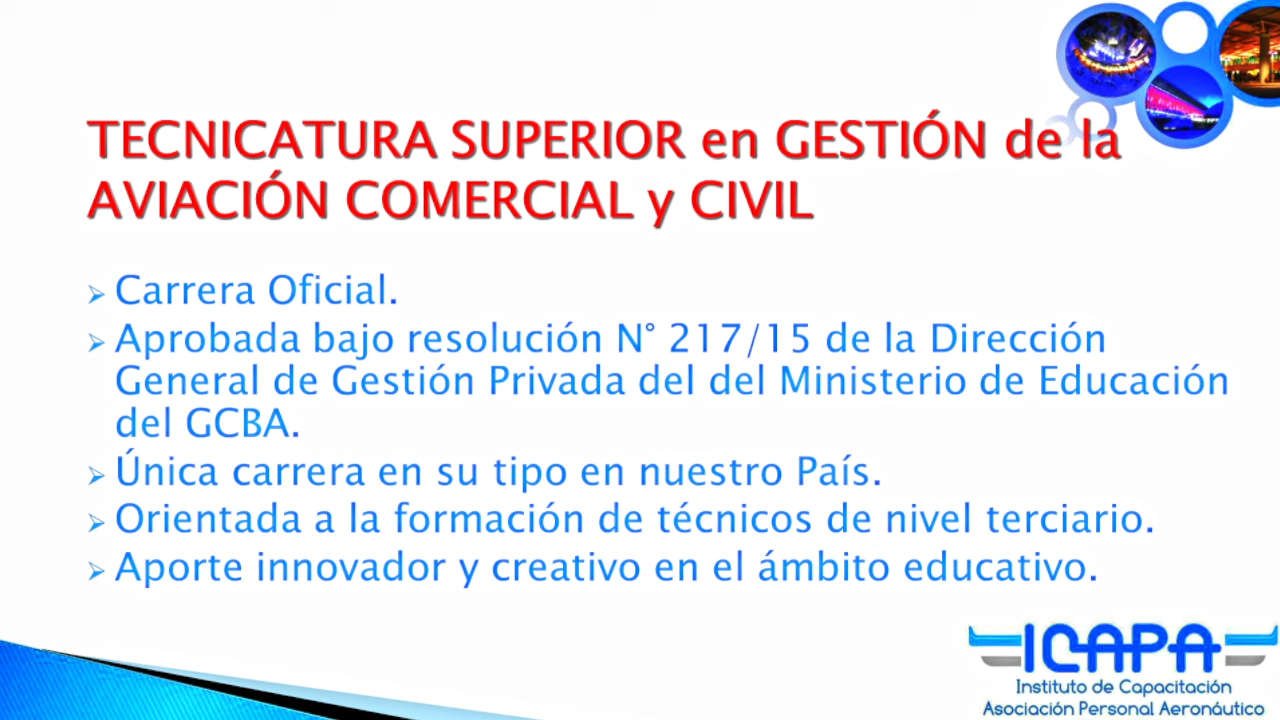 TECNICATURA SUPERIOR en GESTIÓN de la
AVIACIÓN COMERCIAL y CIVIL
➢ Carrera Oficial.
➢ Aprobada bajo resolución N° 217/15 de la Dirección
General de Gestión Privada del del Ministerio de Educación
del GCBA.
➢ Única carrera en su tipo en nuestro País.
➢ Orientada a la formación de técnicos de nivel terciario.
➢ Aporte innovador y creativo en el ámbito educativo.
ICAPA
Instituto de Capacitación
Asociación Personal Aeronáutico